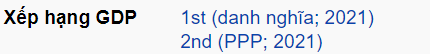 Xếp hạng GDP 1st (danh nghĩa; 2021)
2nd (PPP; 2021)